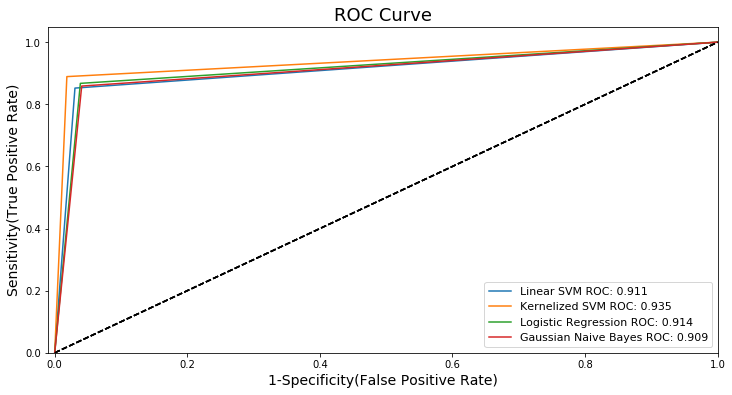 ROC Curve
Sensitivity(True Positive Rate)
1.0
0.8
0.6
0.4
0.2
0.0
Linear SVM ROC: 0.911
Kernelized SVM ROC: 0.935
Logistic Regression ROC: 0.914
Gaussian Naive Bayes ROC: 0.909
0.0 0.2 0.4 0.6 0.8 1.0
1-Specificity(False Positive Rate)